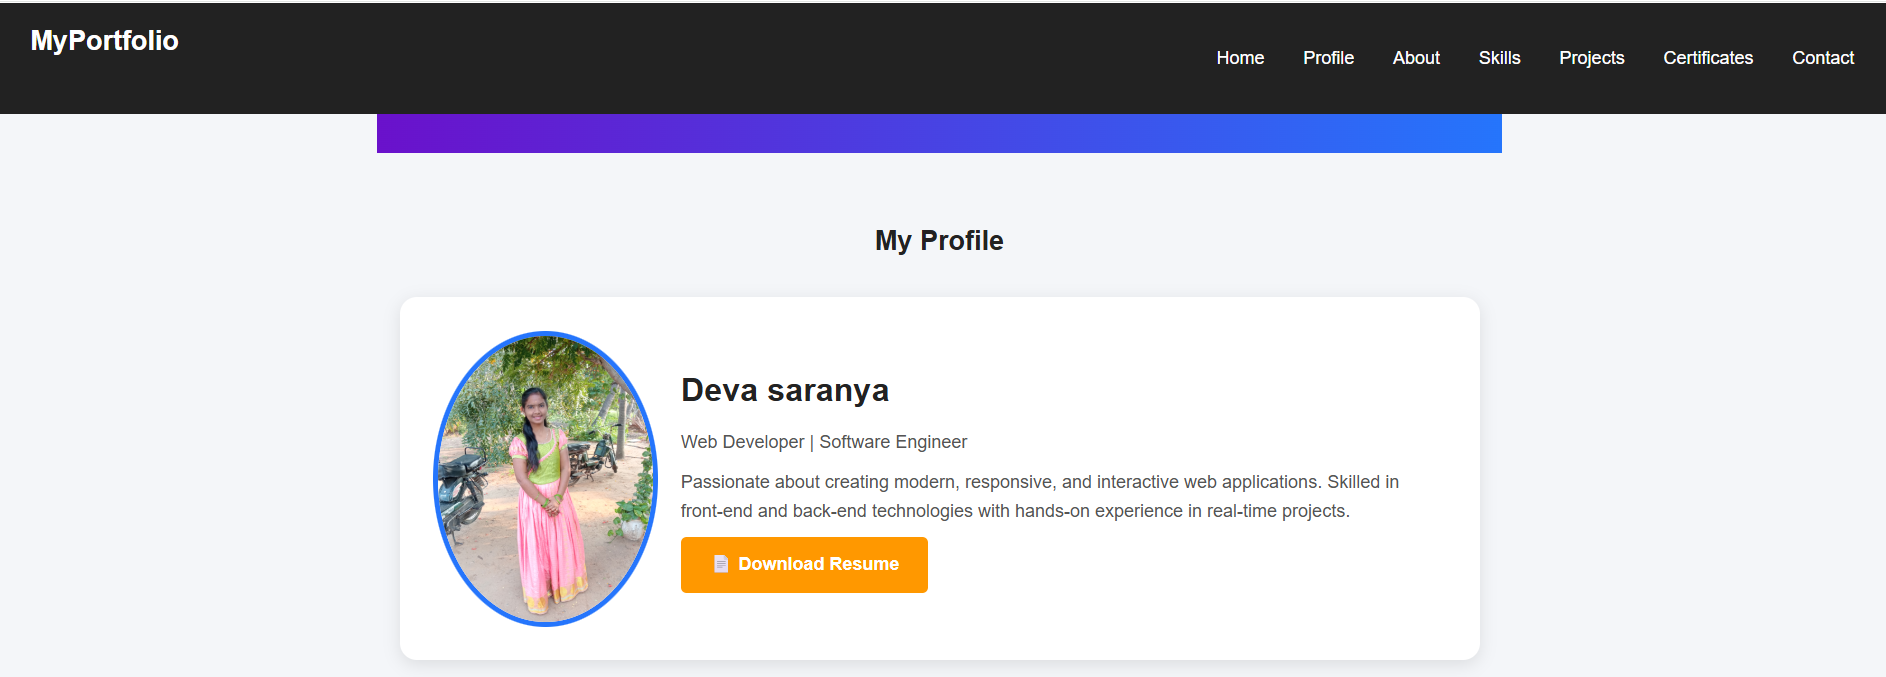 MyPortfolio
Home Profile About Skills Projects Certificates Contact
My Profile
Deva saranya
Web Developer | Software Engineer
Passionate about creating modern, responsive, and interactive web applications. Skilled in
front-end and back-end technologies with hands-on experience in real-time projects.
Download Resume